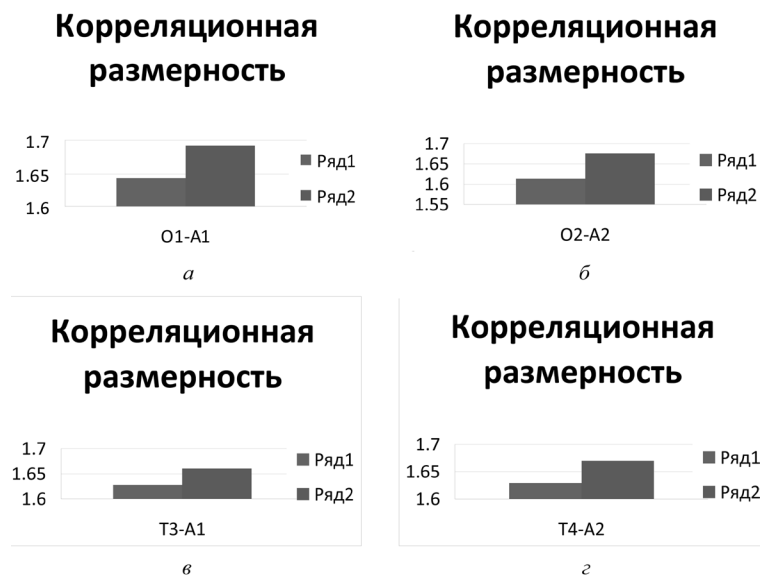 Корреляционная
размерность
1.7
1.65
1.6
Ряд1
Ряд2
O1-A1
а
Корреляционная
размерность
1.7
1.65
1.6
1.55
Ряд1
Ряд2
O2-A2
б
Корреляционная
размерность
1.7
1.65
1.6
Ряд1
Ряд2
T3-A1
в
Корреляционная
размерность
1.7
1.65
1.6
Ряд1
Ряд2
T4-A2
г